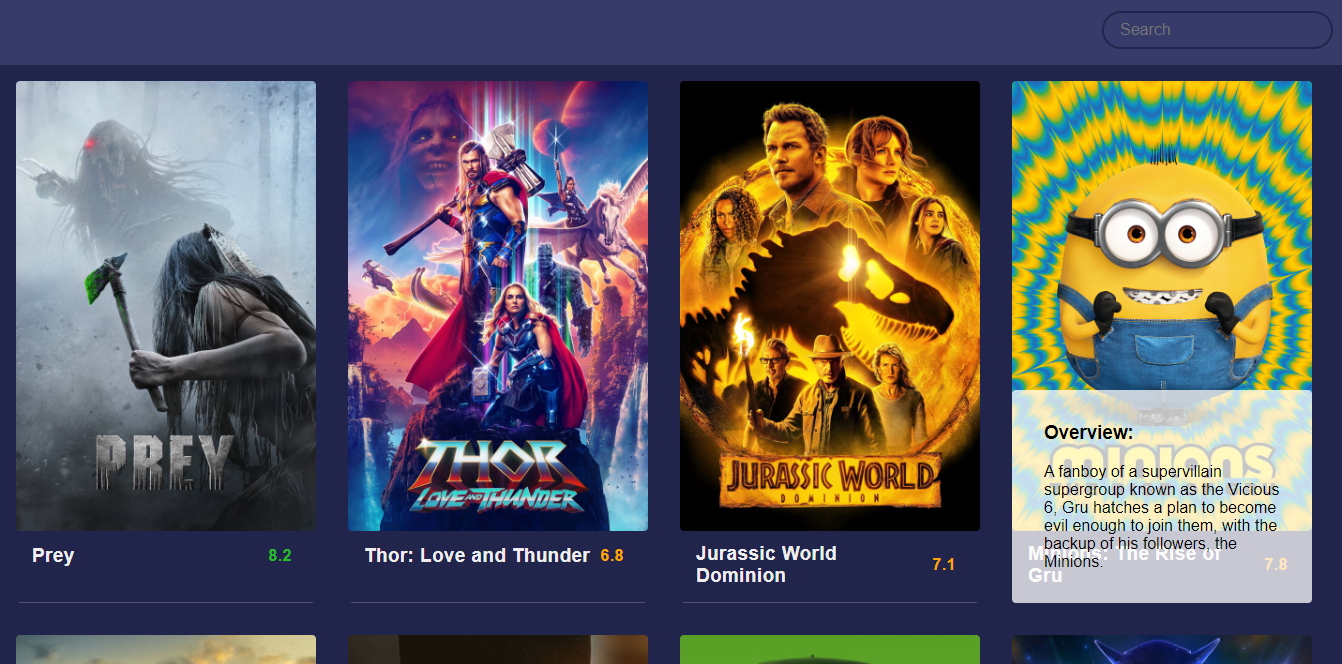 Search
PREY
THOR
LOVE AND THUNDER
JURASSIC WORLD
DOMINION
Overview:
minions
A fanboy of a supervillain
supergroup known as the Vicious
6, Gru hatches a plan to become
evil enough to join them, with the
backup of his followers, the
Minions.
Prey 8.2
Thor: Love and Thunder 6.8
Jurassic World
Dominion 7.1
Minions: The Rise of
Gru 7.8